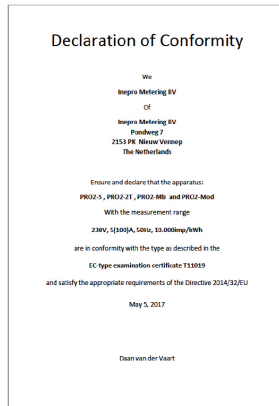 Declaration of Conformity
We
Inepro Metering BV
Of
Inepro Metering BV
Pondweg 7
2153 PK Nieuw Vennep
The Netherlands
Ensure and declare that the apparatus:
PRO2-S , PRO2-2T , PRO2-Mb and PRO2-Mod
With the measurement range
230V, 5(100)A, 50Hz, 10.000imp/kWh
are in conformity with the type as described in the
EC-type examination certificate T11019
and satisfy the appropriate requirements of the Directive 2014/32/EU
May 5, 2017
Daan van der Vaart